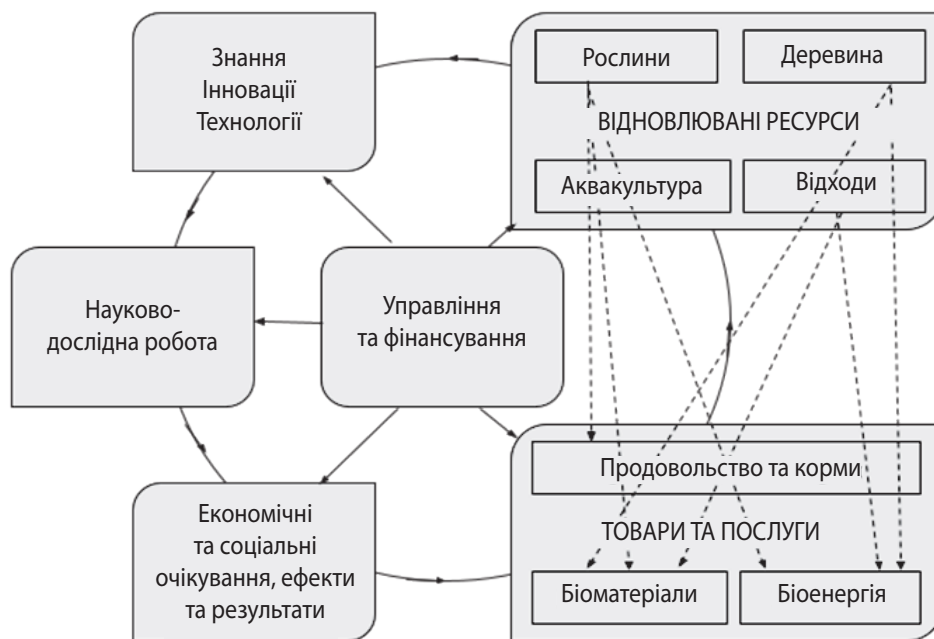 Знання
Інновації
Технології
Рослини
Деревина
ВІДНОВЛЮВАНІ РЕСУРСИ
Аквакультура
Відходи
Науково-
дослідна робота
Управління
та фінансування
Економічні
та соціальні
очікування, ефекти
та результати
Продовольство та корми
ТОВАРИ ТА ПОСЛУГИ
Біоматеріали
Біоенергія